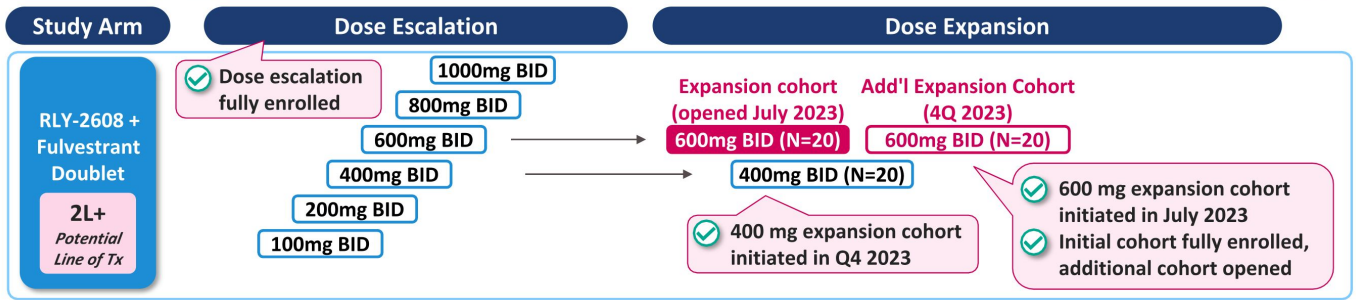 Study Arm
Dose Escalation
Dose Expansion
RLY-2608 +
Fulvestrant
Doublet
2L+
Potential
Line of Tx
Dose escalation
fully enrolled
1000mg BID
800mg BID
600mg BID
400mg BID
200mg BID
100mg BID
Expansion cohort
(opened July 2023)
600mg BID (N=20)
Add'l Expansion Cohort
(4Q 2023)
600mg BID (N=20)
400mg BID (N=20)
400 mg expansion cohort
initiated in Q4 2023
600 mg expansion cohort
initiated in July 2023
Initial cohort fully enrolled,
additional cohort opened